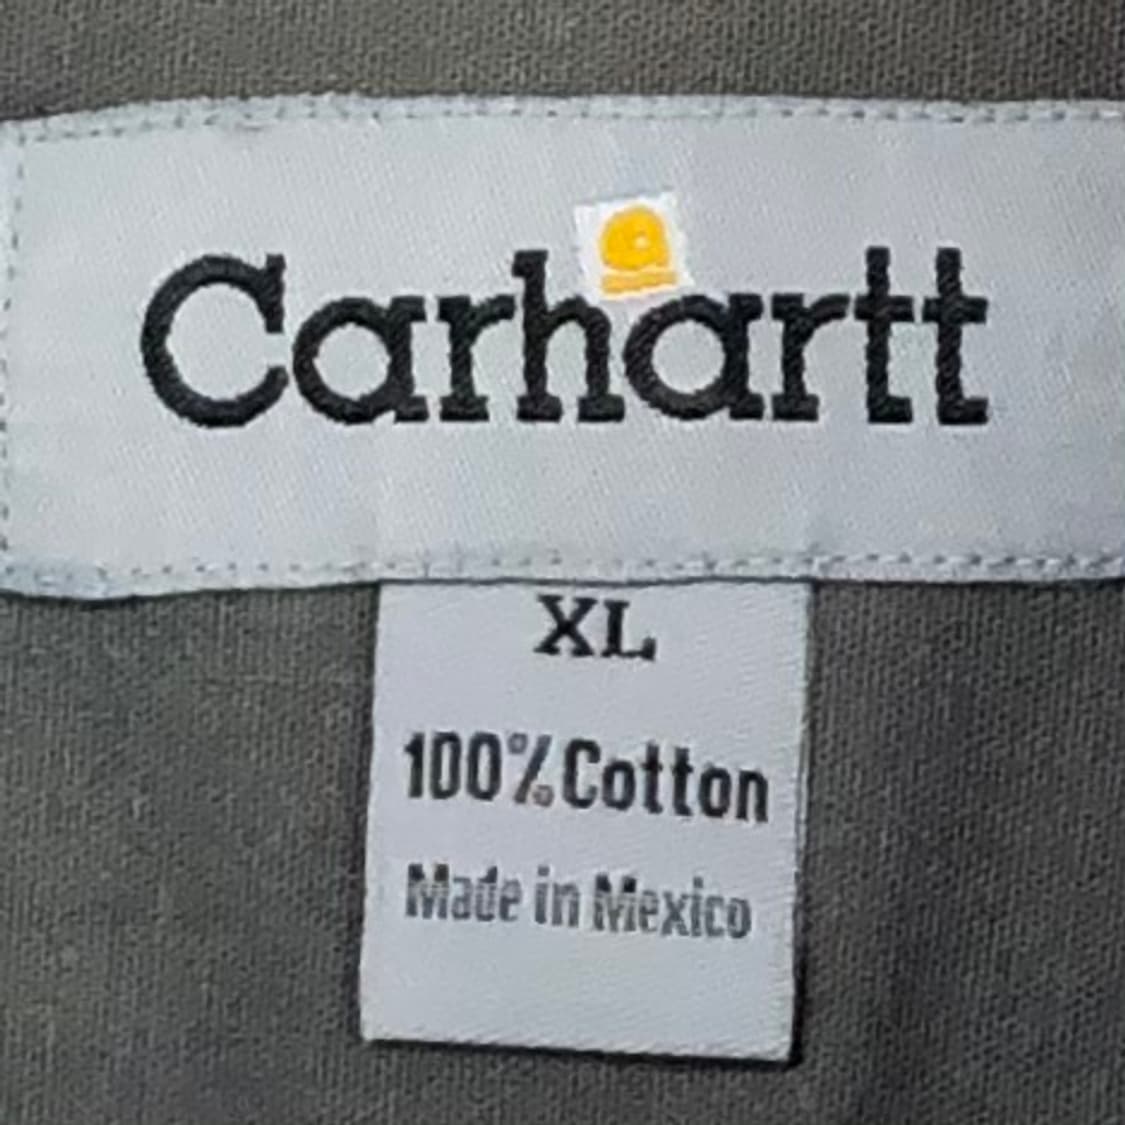 Carhartt
XL
100% Cotton
Made in Mexico